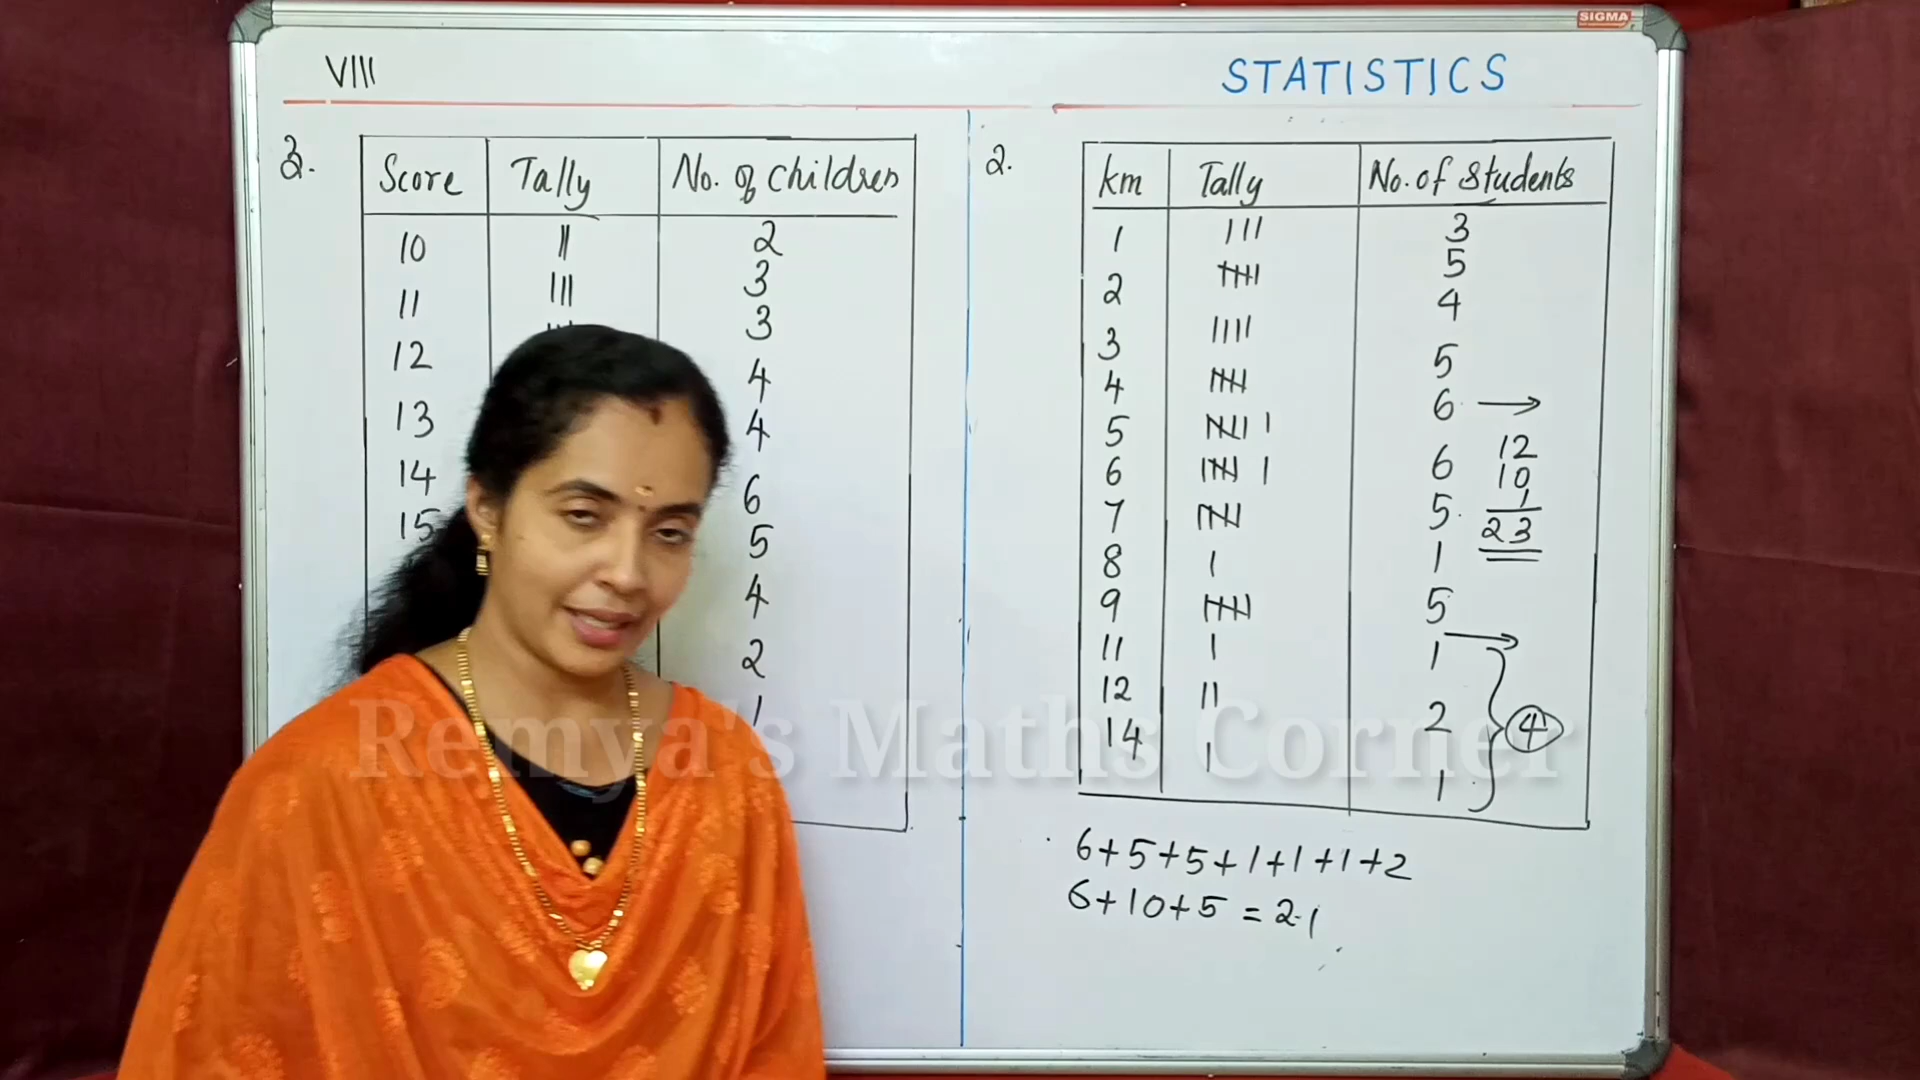 SIGMA
VIII
STATISTICS
3.
Score Tally No. of children
10 || 2
11 ||| 3
12 3
13 4
14 4
15 6
5
4
2
1
2.
km Tally No. of Students
1 ||| 3
2 |||| 5
3 |||| 4
4 |||| 5
5 |||| | 6 →
6 |||| | 6
7 |||| 5
8 | 1
9 |||| 5
11 | 1
12 || 2
14 | 1
12
10
1
23
4
6+5+5+1+1+1+2
6+10+5 = 21
Remya's Maths Corner